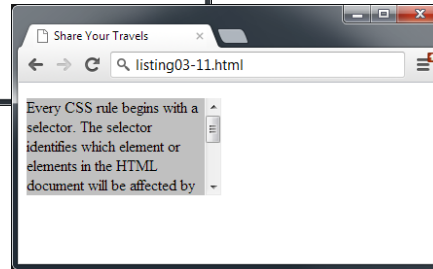 Share Your Travels
listing03-11.html
Every CSS rule begins with a
selector. The selector
identifies which element or
elements in the HTML
document will be affected by